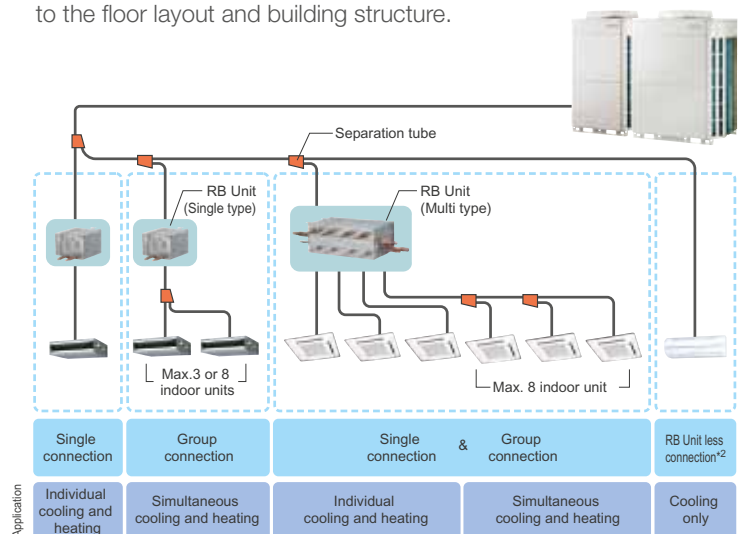 to the floor layout and building structure.
Separation tube
RB Unit
(Single type)
RB Unit
(Multi type)
Max.3 or 8
indoor units
Max. 8 indoor unit
Single
connection
Group
connection
Single
connection
&
Group
connection
RB Unit less
connection*2
Application
Individual
cooling and
heating
Simultaneous
cooling and heating
Individual
cooling and heating
Simultaneous
cooling and heating
Cooling
only